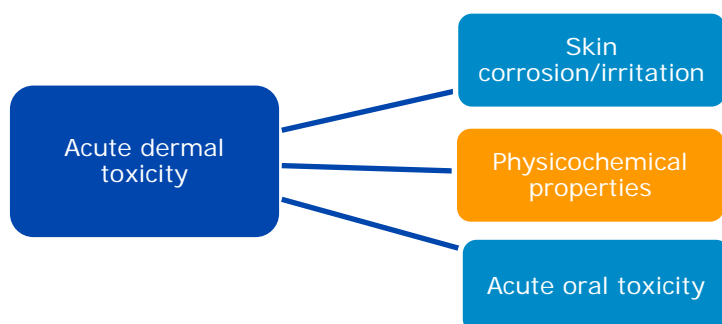 Acute dermal
toxicity
Skin
corrosion/irritation
Physicochemical
properties
Acute oral toxicity